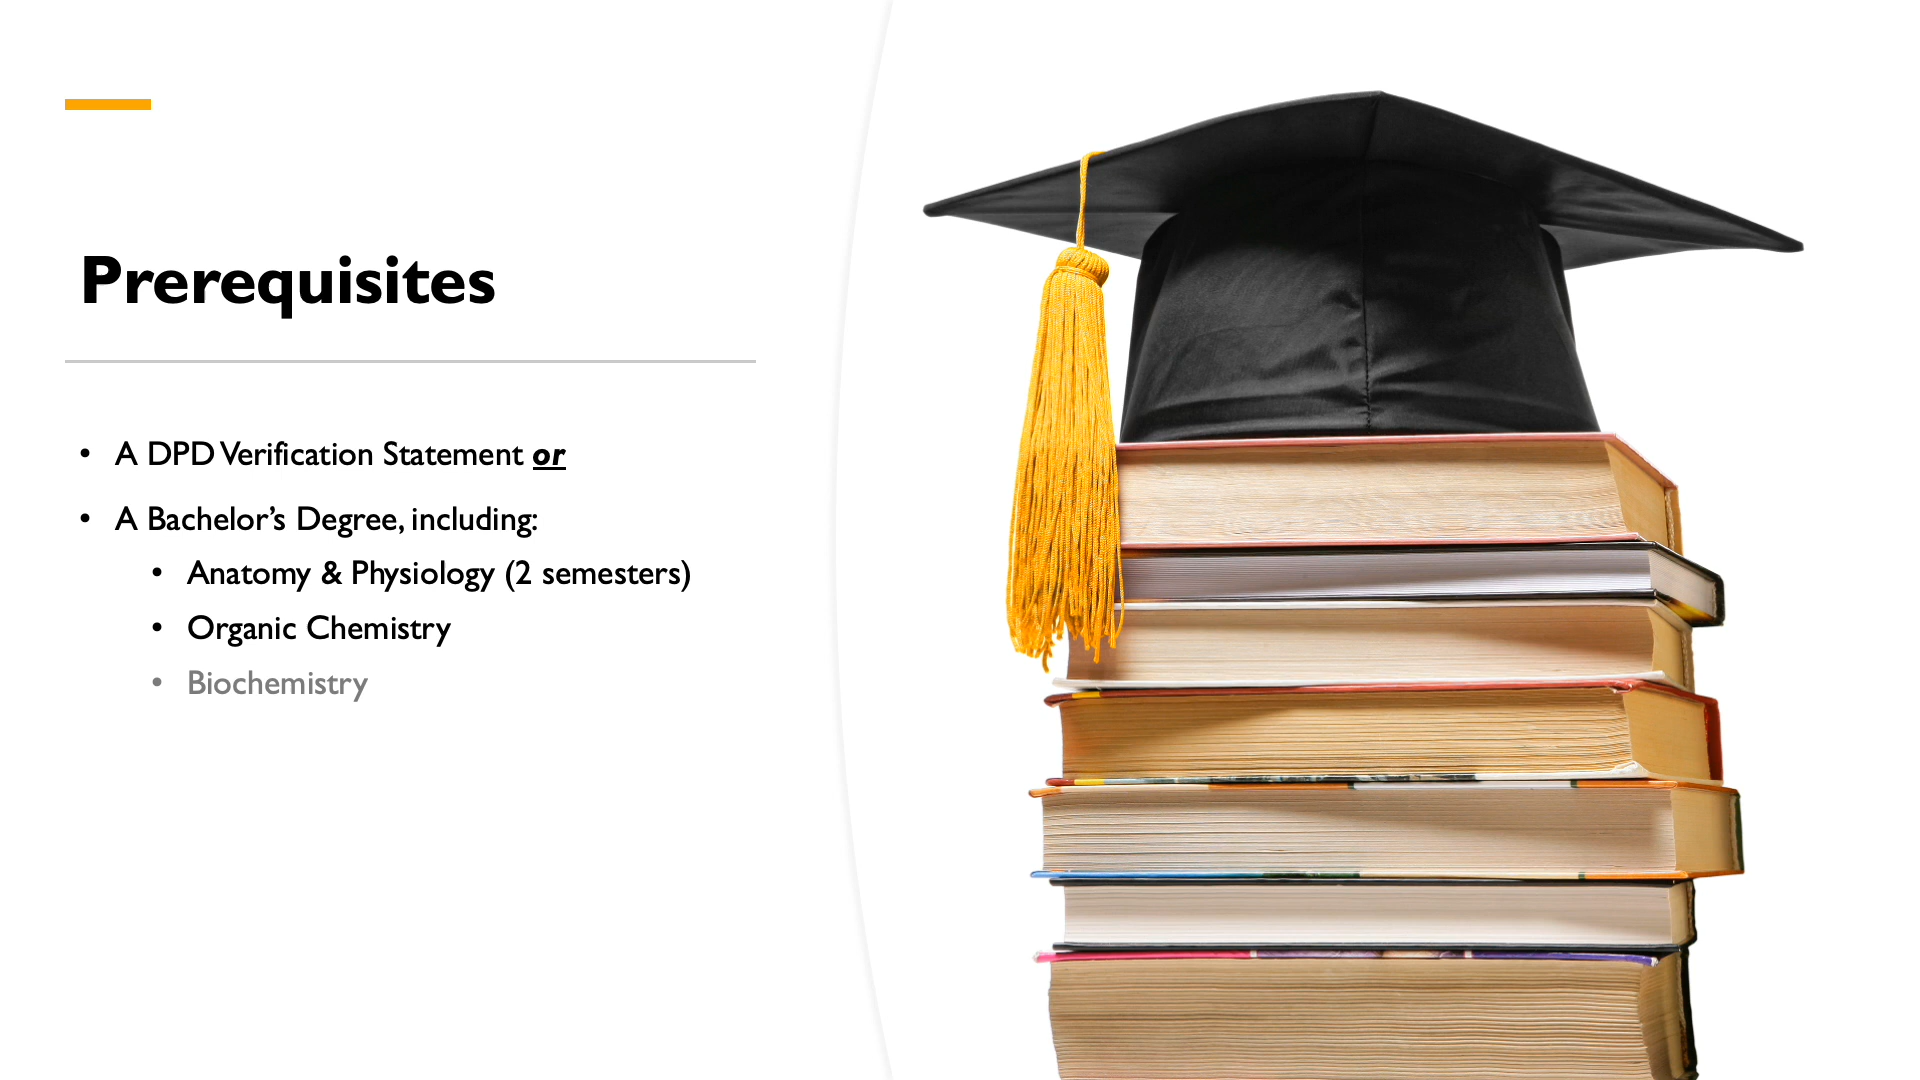 Prerequisites
• A DPD Verification Statement or
• A Bachelor’s Degree, including:
• Anatomy & Physiology (2 semesters)
• Organic Chemistry
• Biochemistry